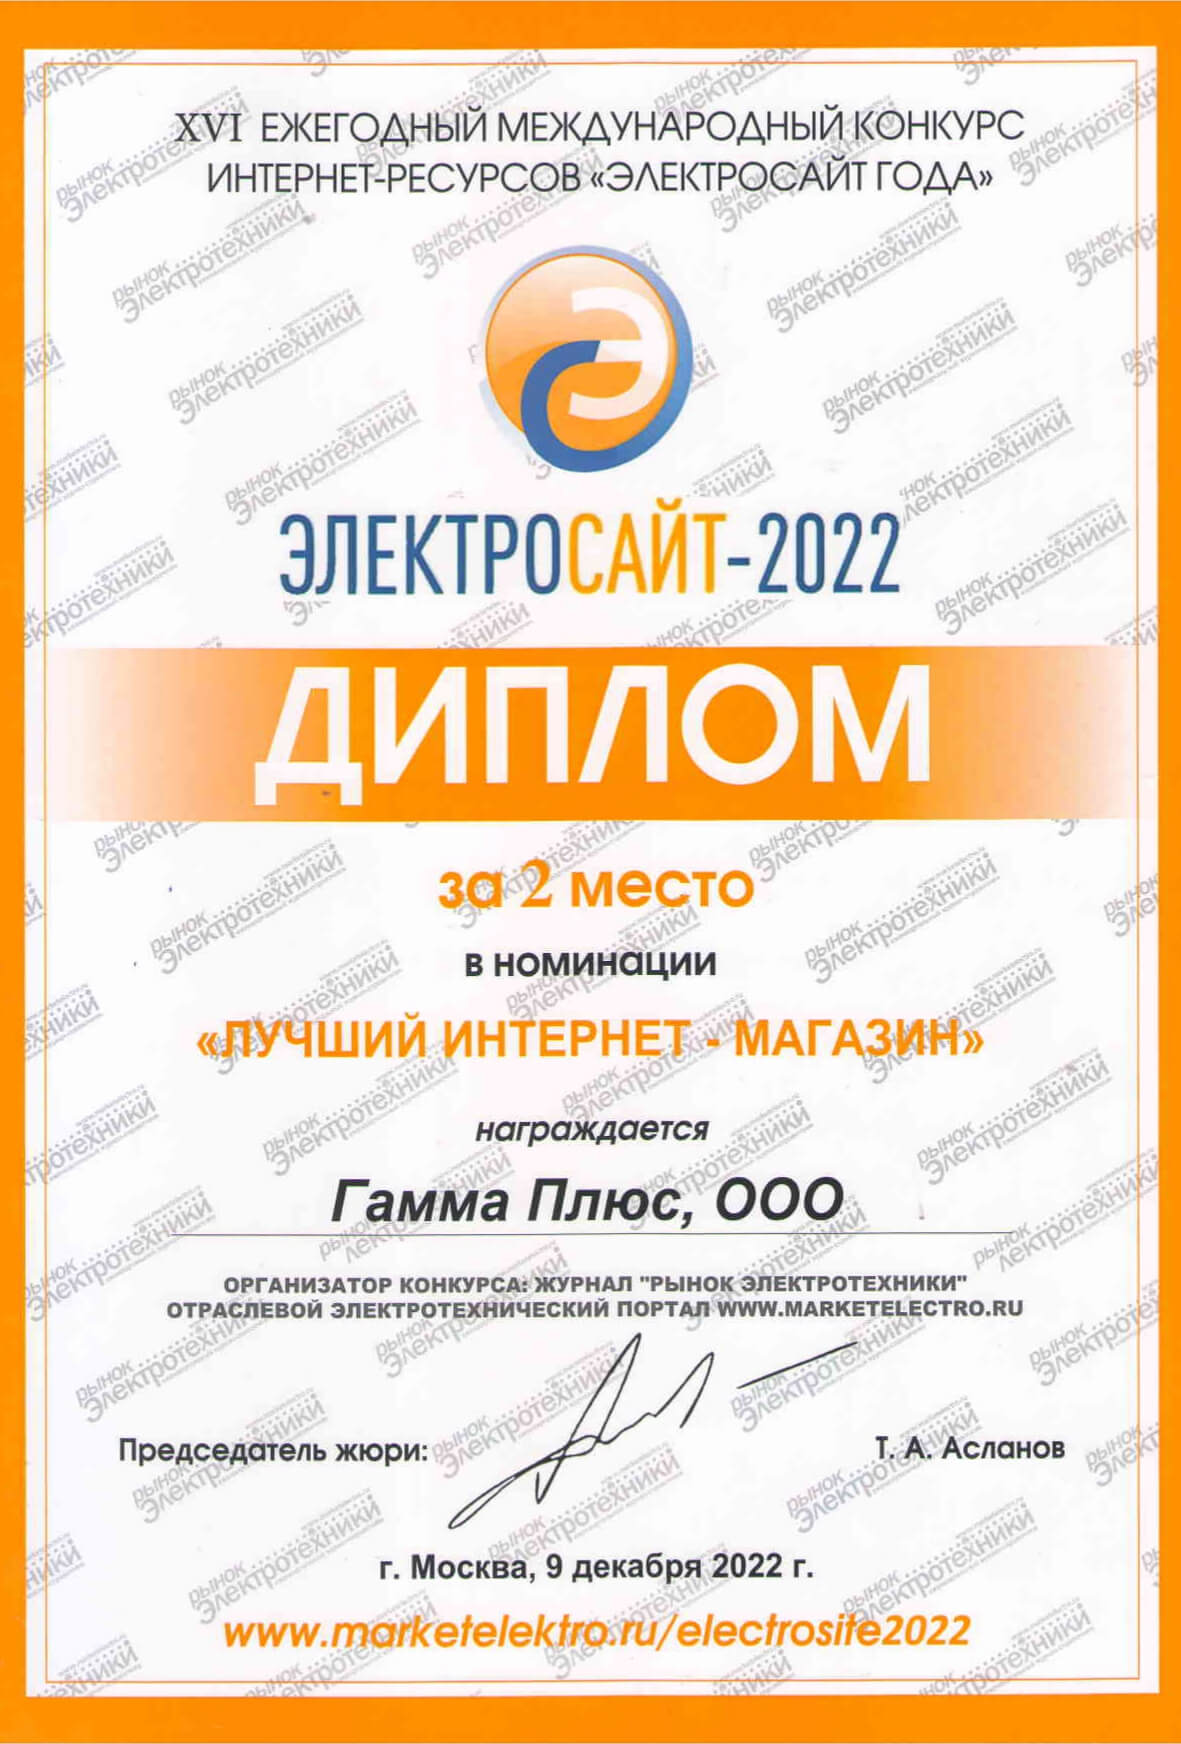 XVI ЕЖЕГОДНЫЙ МЕЖДУНАРОДНЫЙ КОНКУРС
ИНТЕРНЕТ-РЕСУРСОВ «ЭЛЕКТРОСАЙТ ГОДА»
ЭЛЕКТРОСАЙТ-2022
ДИПЛОМ
за 2 место
в номинации
«ЛУЧШИЙ ИНТЕРНЕТ - МАГАЗИН»
награждается
Гамма Плюс, ООО
ОРГАНИЗАТОР КОНКУРСА: ЖУРНАЛ "РЫНОК ЭЛЕКТРОТЕХНИКИ"
ОТРАСЛЕВОЙ ЭЛЕКТРОТЕХНИЧЕСКИЙ ПОРТАЛ WWW.MARKETELECTRO.RU
Председатель жюри:
Т. А. Асланов
г. Москва, 9 декабря 2022 г.
www.marketelektro.ru/electrosite2022
рынок
Электротехники